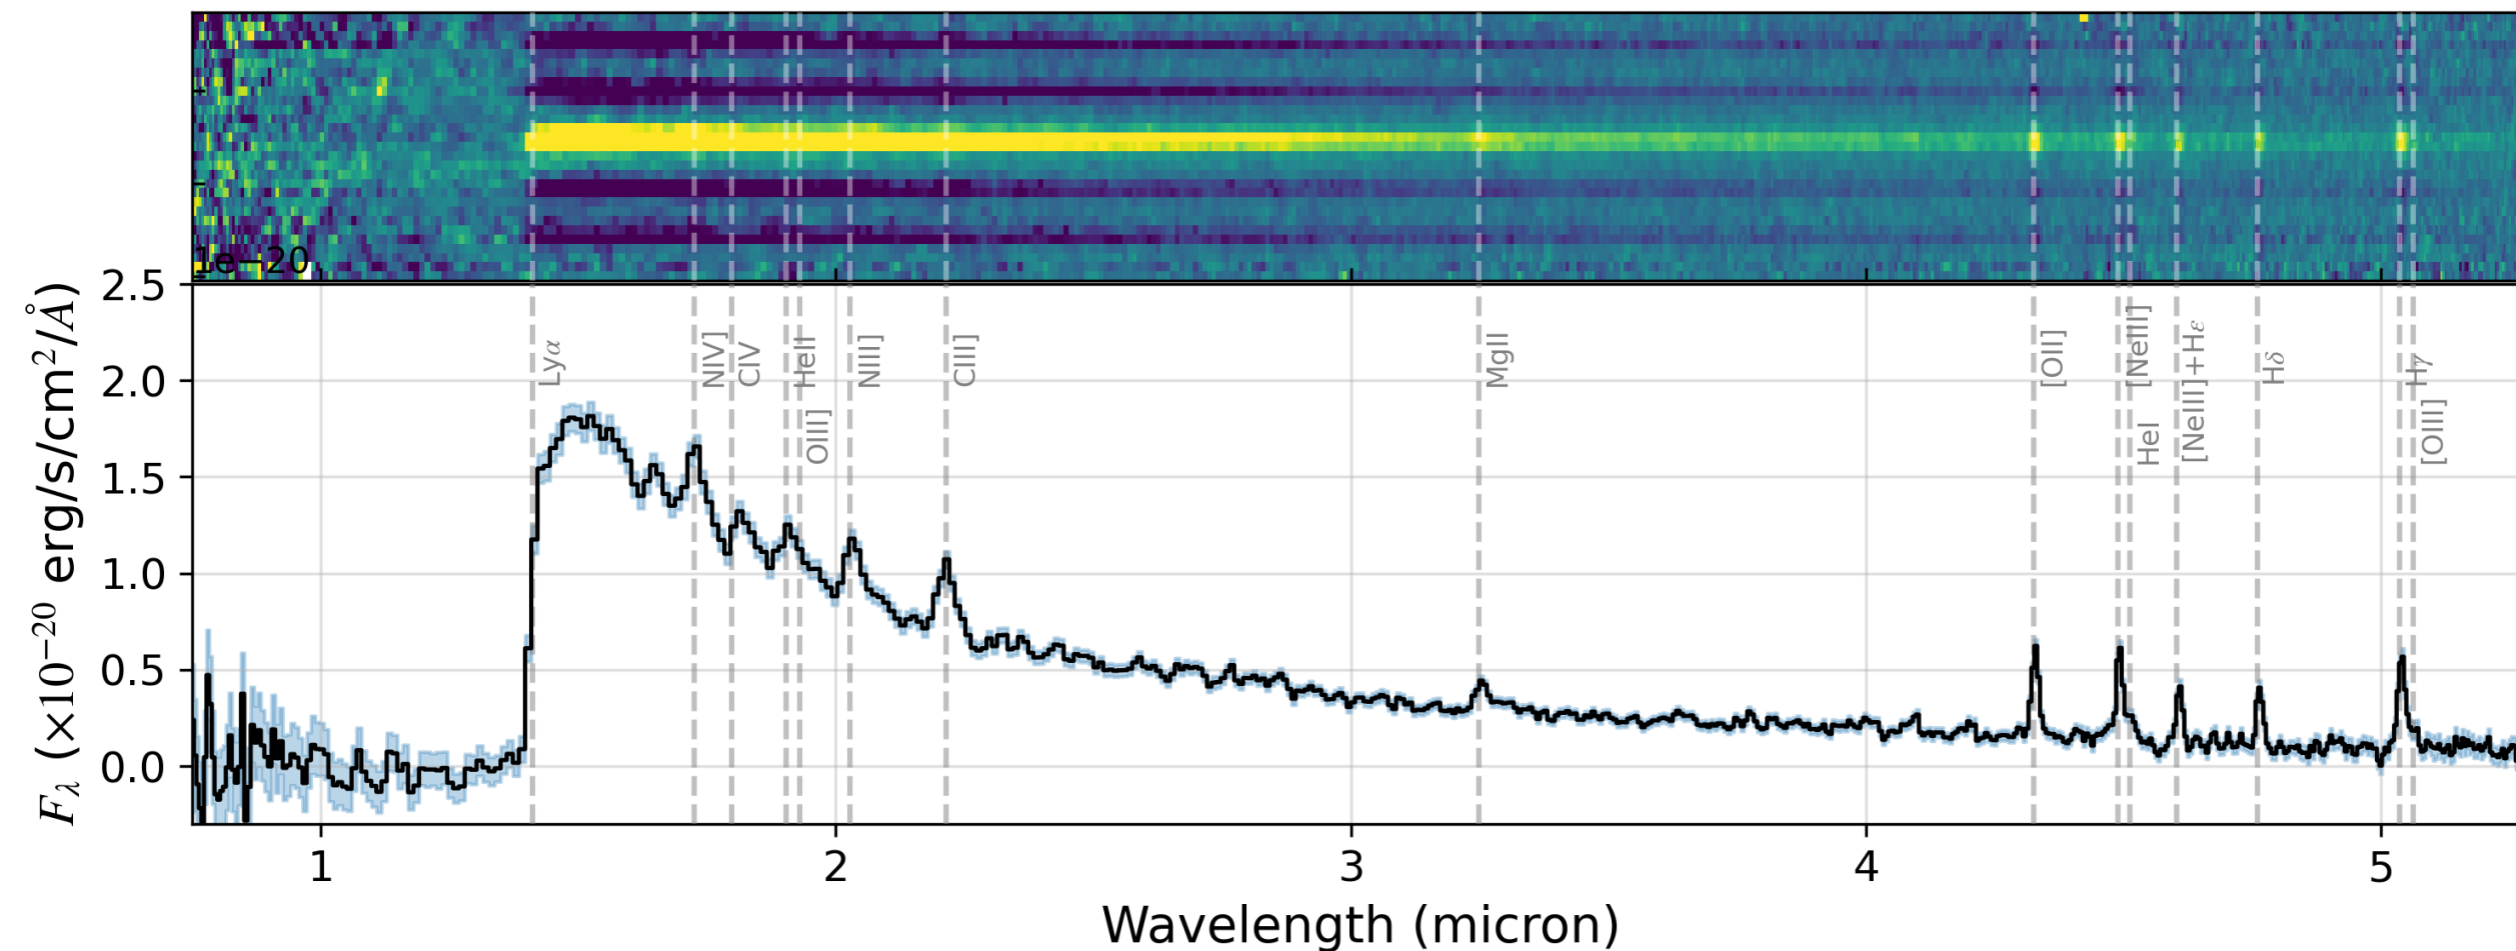 1e−20
2.5
2.0
1.5
1.0
0.5
0.0
Fλ (×10−20 erg/s/cm2/Å)
Lyα
NIV]
CIV
HeII
OIII]
NIII]
CIII]
MgII
[OII]
[NeIII]
HeI
[NeIII]+Hε
Hδ
Hγ
[OIII]
1 2 3 4 5
Wavelength (micron)